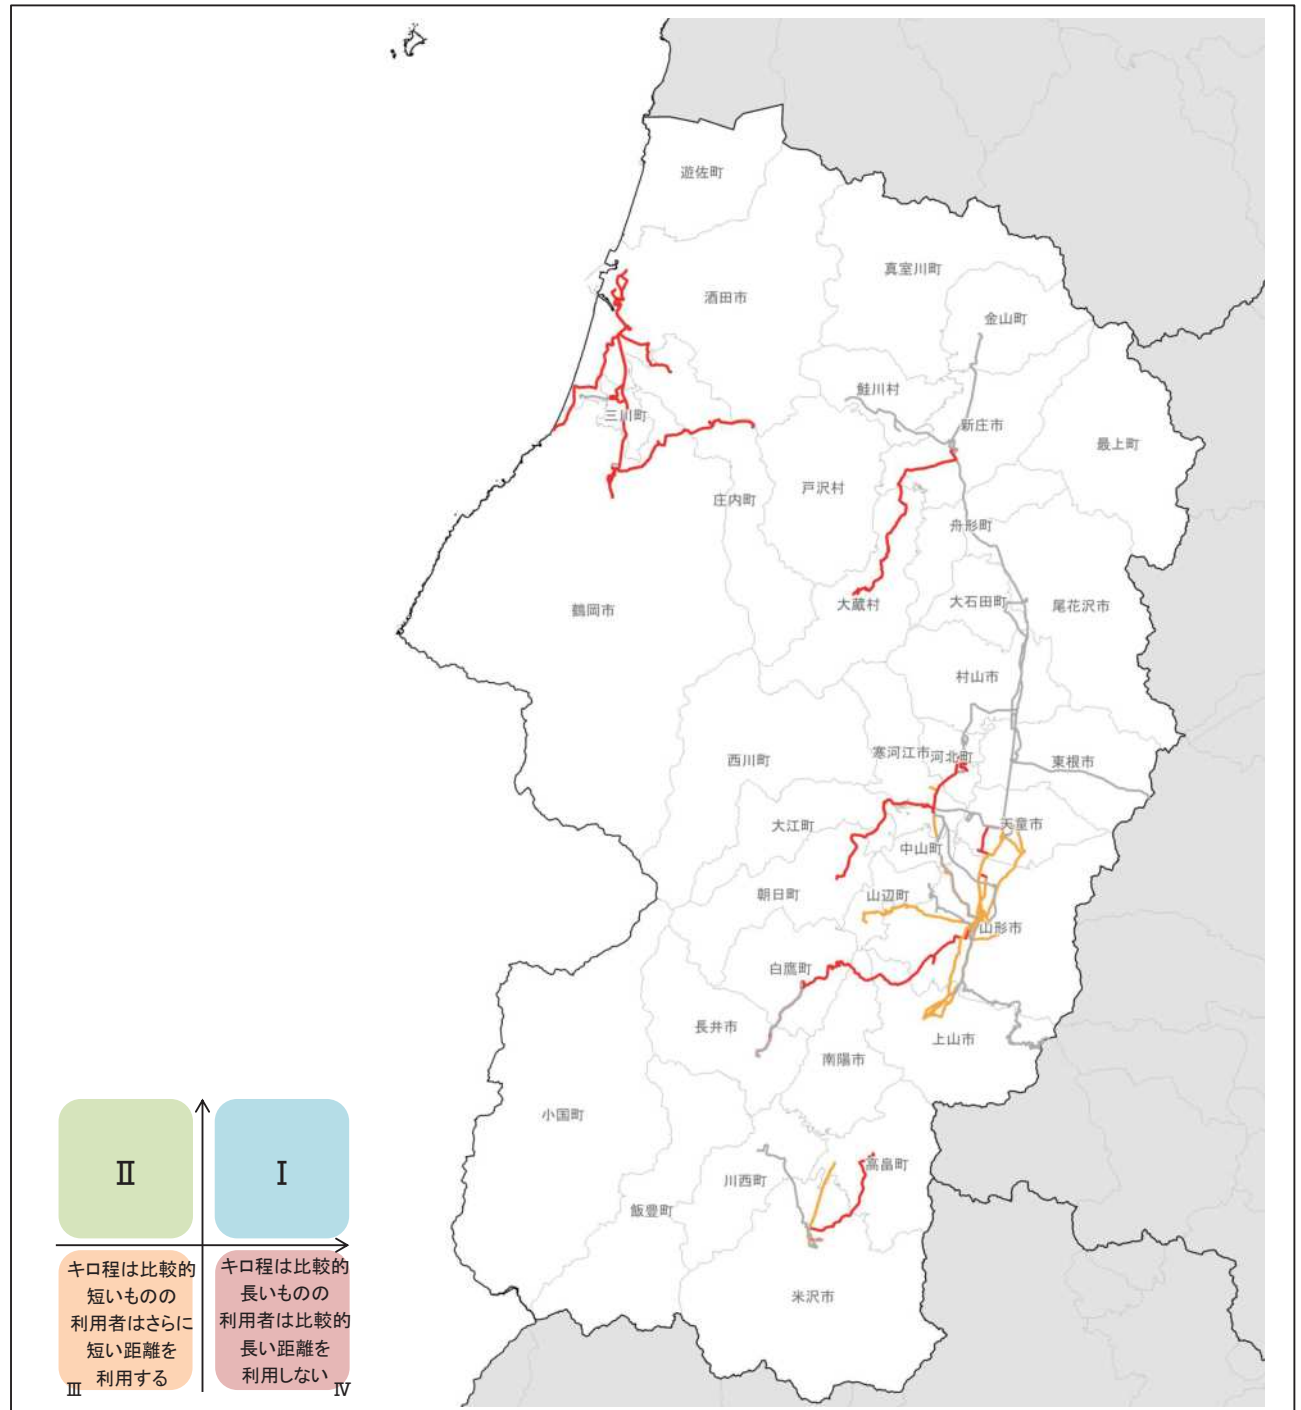 遊佐町
真室川町
酒田市
金山町
鮭川村
三川町
新庄市
最上町
戸沢村
庄内町
舟形町
大蔵村
大石田町
尾花沢市
鶴岡市
村山市
寒河江市
河北町
西川町
東根市
大江町
天童市
中山町
朝日町
山辺町
山形市
白鷹町
長井市
上山市
南陽市
小国町
高畠町
川西町
飯豊町
米沢市
Ⅱ
Ⅰ
キロ程は比較的
短いものの
利用者はさらに
短い距離を
利用する
Ⅲ
キロ程は比較的
長いものの
利用者は比較的
長い距離を
利用しない
Ⅳ